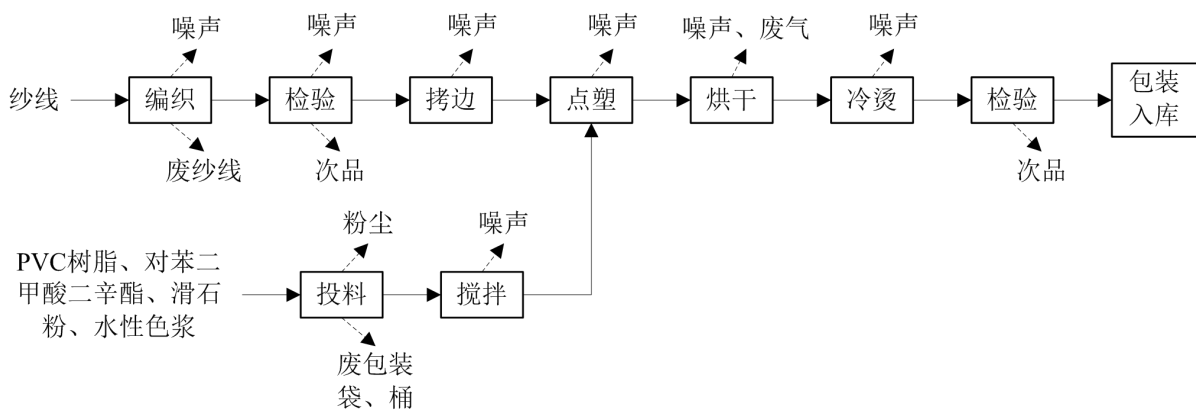 噪声
噪声
噪声
噪声
噪声、废气
噪声
纱线
编织
检验
拷边
点塑
烘干
冷烫
检验
包装
入库
废纱线
次品
次品
粉尘
噪声
PVC树脂、对苯二
甲酸二辛酯、滑石
粉、水性色浆
投料
搅拌
废包装
袋、桶